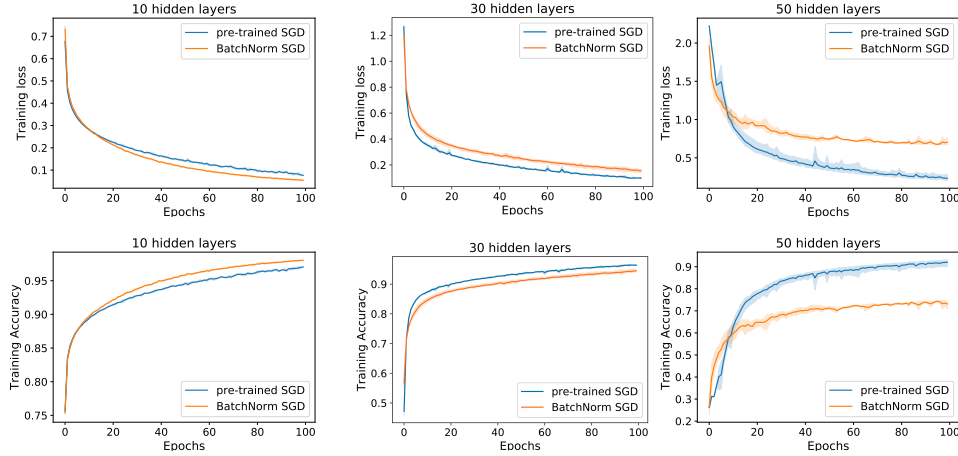 10 hidden layers
0.7
0.6
0.5
0.4
0.3
0.2
0.1
Training loss
pre-trained SGD
BatchNorm SGD
0 20 40 60 80 100
Epochs
30 hidden layers
1.2
1.0
0.8
0.6
0.4
0.2
Training loss
pre-trained SGD
BatchNorm SGD
0 20 40 60 80 100
Epochs
50 hidden layers
2.0
1.5
1.0
0.5
Training loss
pre-trained SGD
BatchNorm SGD
0 20 40 60 80 100
Epochs
10 hidden layers
0.95
0.90
0.85
0.80
0.75
Training Accuracy
pre-trained SGD
BatchNorm SGD
0 20 40 60 80 100
Epochs
30 hidden layers
0.9
0.8
0.7
0.6
0.5
Training Accuracy
pre-trained SGD
BatchNorm SGD
0 20 40 60 80 100
Epochs
50 hidden layers
0.9
0.8
0.7
0.6
0.5
0.4
0.3
0.2
Training Accuracy
pre-trained SGD
BatchNorm SGD
0 20 40 60 80 100
Epochs